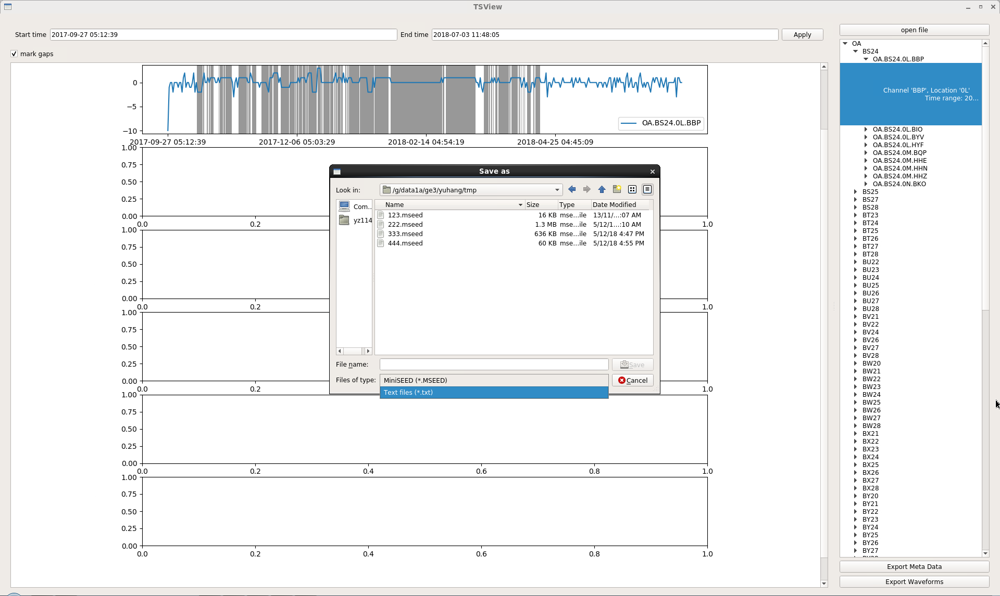 TSView
Start time 2017-09-27 05:12:39 End time 2018-07-03 11:48:05 Apply
mark gaps
0
−5
−10
OA.BS24.0L.BBP
2017-09-27 05:12:39 2017-12-06 05:03:29 2018-02-14 04:54:19 2018-04-25 04:45:09
1.00
0.75
0.50
0.25
0.00
0.0 0.2 1.0
1.00
0.75
0.50
0.25
0.00
0.0 0.2 1.0
1.00
0.75
0.50
0.25
0.00
0.0 0.2 1.0
1.00
0.75
0.50
0.25
0.00
0.0 0.2 0.4 0.6 0.8 1.0
1.00
0.75
0.50
0.25
0.00
0.0 0.2 0.4 0.6 0.8 1.0
Save as
Look in: /g/data1a/ge3/yuhang/tmp
Com..
yz114
Name Size Type Date Modified
123.mseed 16 KB mse...ile 13/11/...:07 AM
222.mseed 1.3 MB mse...ile 5/12/1...:10 AM
333.mseed 636 KB mse...ile 5/12/18 4:47 PM
444.mseed 60 KB mse...ile 5/12/18 4:55 PM
File name: Save
Files of type: MiniSEED (*.MSEED) Cancel
Text files (*.txt)
open file
OA
BS24
OA.BS24.0L.BBP
Channel 'BBP', Location '0L'
Time range: 20...
OA.BS24.0L.BIO
OA.BS24.0L.BYV
OA.BS24.0L.HYF
OA.BS24.0M.BQP
OA.BS24.0M.HHE
OA.BS24.0M.HHN
OA.BS24.0M.HHZ
OA.BS24.0N.BKO
BS25
BS27
BS28
BT23
BT24
BT25
BT26
BT27
BT28
BU22
BU23
BU24
BU25
BU26
BU27
BU28
BV21
BV22
BV24
BV26
BV27
BV28
BW20
BW21
BW22
BW23
BW24
BW25
BW26
BW27
BW28
BX21
BX22
BX23
BX24
BX25
BX26
BX27
BX28
BY20
BY21
BY22
BY23
BY24
BY25
BY26
BY27
Export Meta Data
Export Waveforms